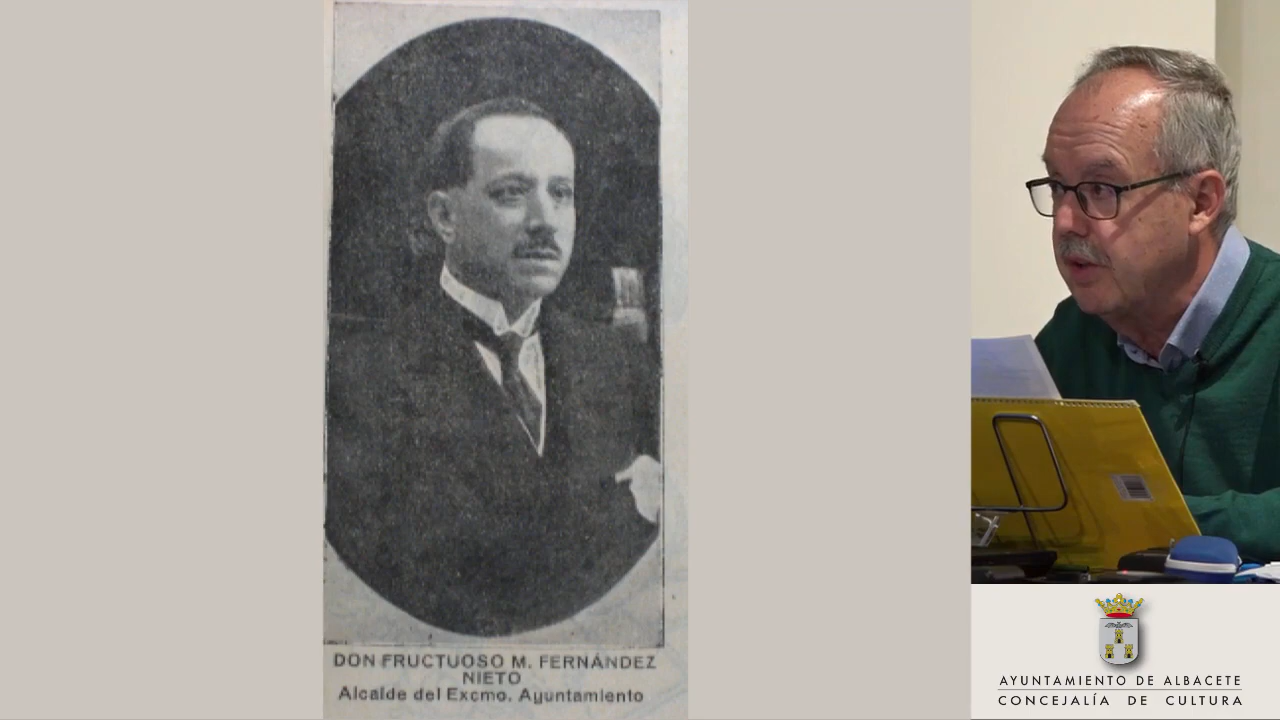 DON FRUCTUOSO M. FERNÁNDEZ
NIETO
Alcalde del Excmo. Ayuntamiento
AYUNTAMIENTO DE ALBACETE
CONCEJALÍA DE CULTURA